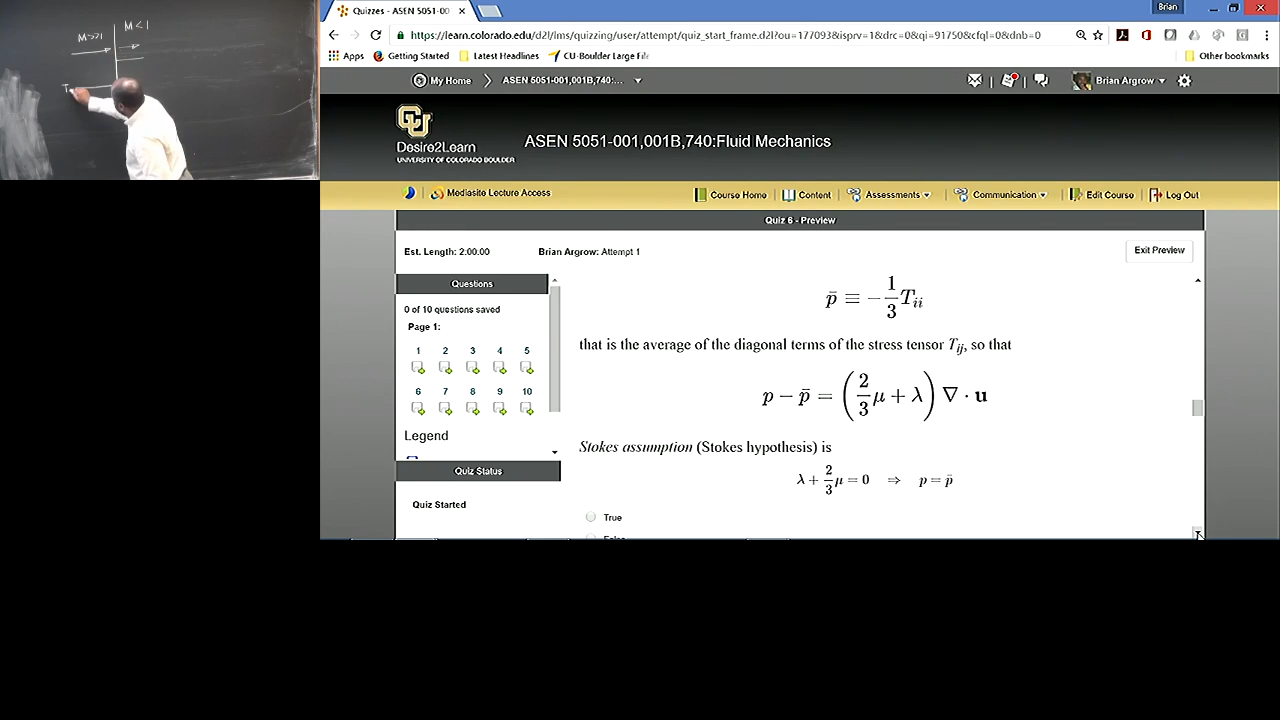 M>>1
M<1
T
Quizzes - ASEN 5051-00
Brian
https://learn.colorado.edu/d2l/lms/quizzing/user/attempt/quiz_start_frame.d2l?ou=177093&isprv=1&drc=0&qi=91750&cfql=0&dnb=0
Apps
Getting Started
Latest Headlines
CU-Boulder Large File
Other bookmarks
My Home
ASEN 5051-001,001B,740:...
Brian Argrow
CU
Desire2Learn
UNIVERSITY OF COLORADO BOULDER
ASEN 5051-001,001B,740:Fluid Mechanics
Mediasite Lecture Access
Course Home
Content
Assessments
Communication
Edit Course
Log Out
Quiz 6 - Preview
Est. Length: 2:00:00
Brian Argrow: Attempt 1
Exit Preview
Questions
0 of 10 questions saved
Page 1:
1 2 3 4 5
6 7 8 9 10
Legend
Quiz Status
Quiz Started
p̄ ≡ −1/3 Tii
that is the average of the diagonal terms of the stress tensor Tij, so that
p − p̄ = (2/3 μ + λ) ∇ · u
Stokes assumption (Stokes hypothesis) is
λ + 2/3 μ = 0 ⇒ p = p̄
True